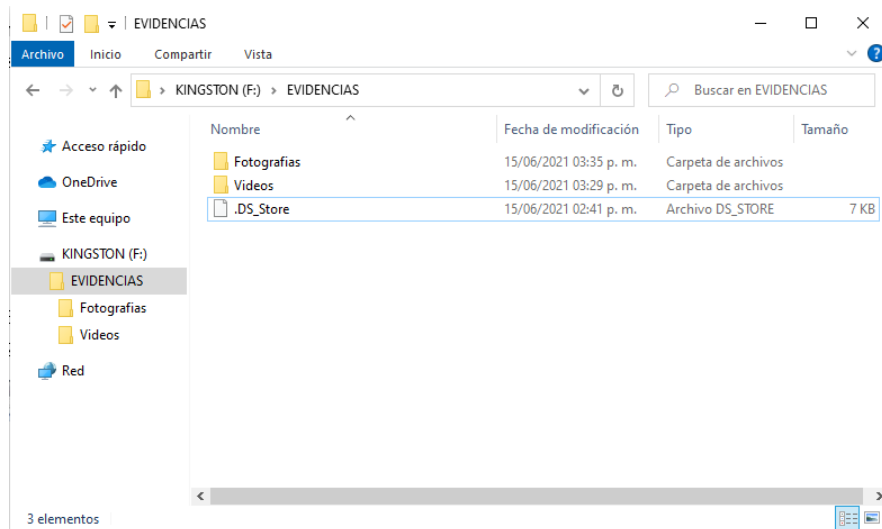 EVIDENCIAS
Archivo Inicio Compartir Vista
KINGSTON (F:) > EVIDENCIAS
Buscar en EVIDENCIAS
Nombre Fecha de modificación Tipo Tamaño
Acceso rápido
OneDrive
Este equipo
KINGSTON (F:)
EVIDENCIAS
Fotografias
Videos
Red
Fotografias 15/06/2021 03:35 p. m. Carpeta de archivos
Videos 15/06/2021 03:29 p. m. Carpeta de archivos
.DS_Store 15/06/2021 02:41 p. m. Archivo DS_STORE 7 KB
3 elementos